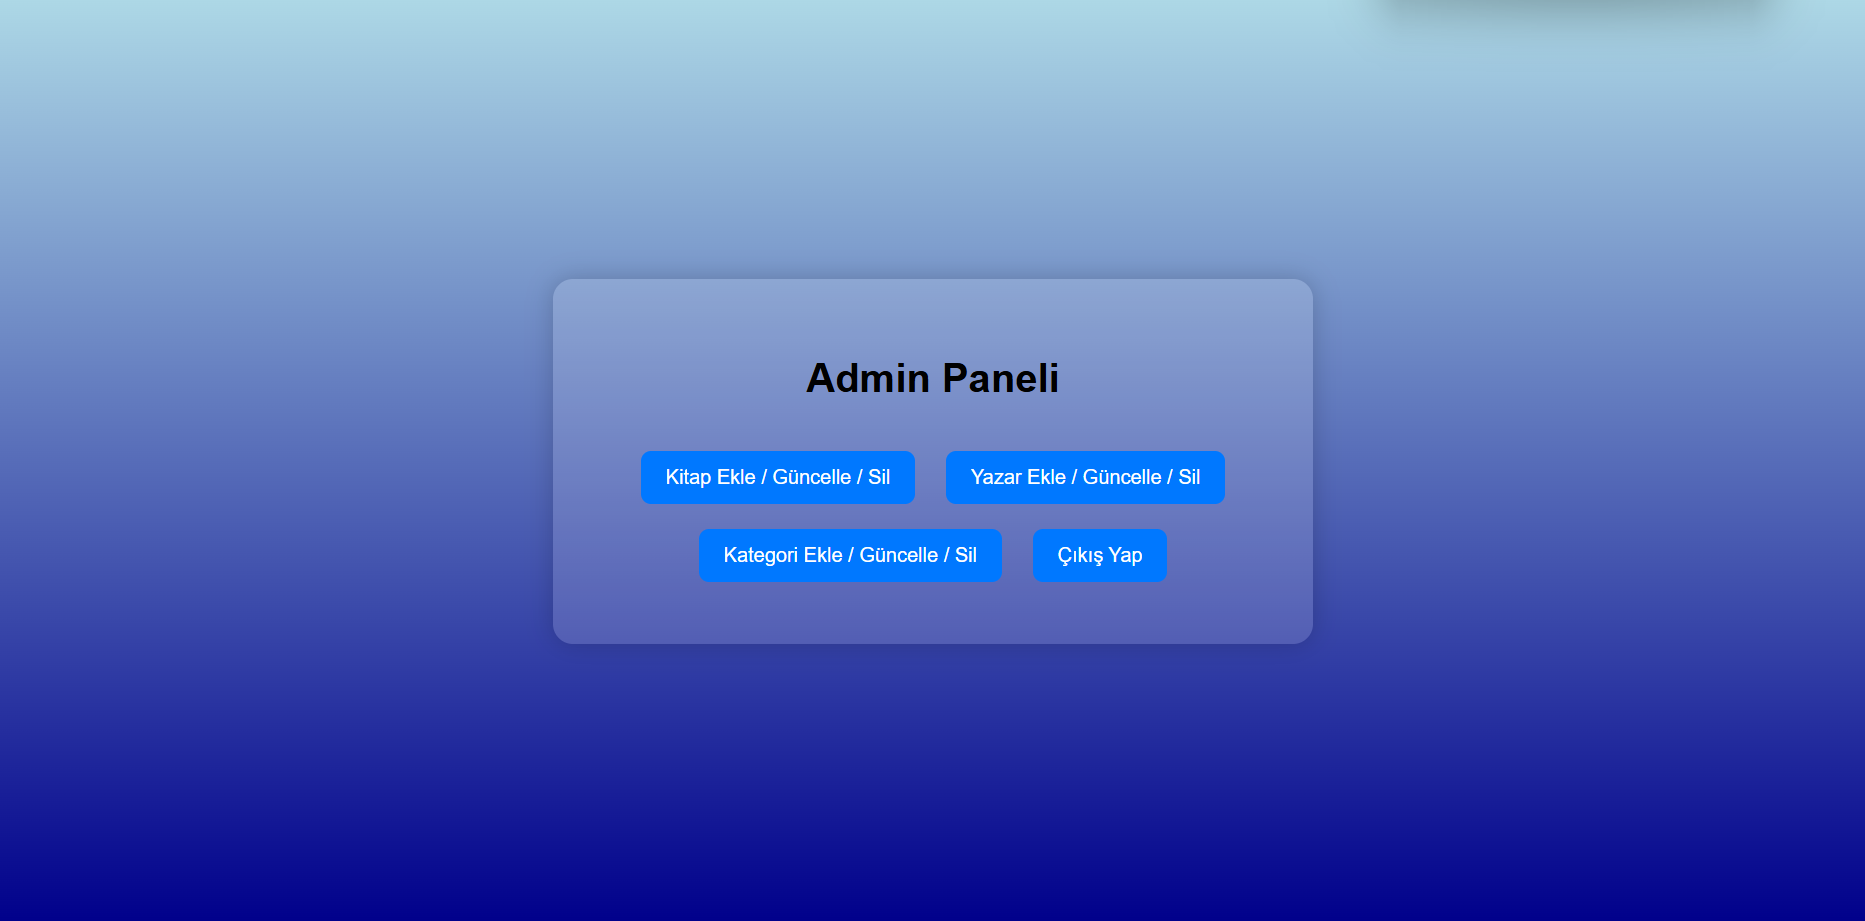 Admin Paneli
Kitap Ekle / Güncelle / Sil
Yazar Ekle / Güncelle / Sil
Kategori Ekle / Güncelle / Sil
Çıkış Yap